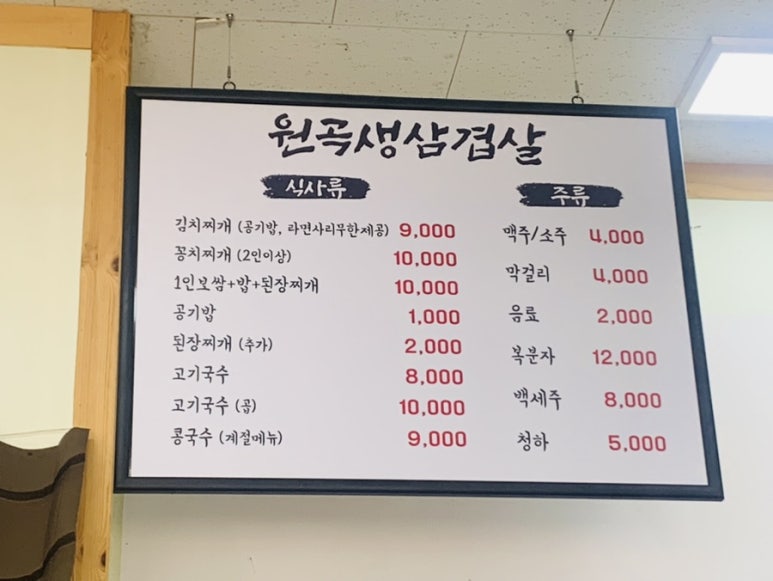 원곡생삼겹살
식사류
김치찌개 (공기밥, 라면사리무한제공) 9,000
꽁치찌개 (2인이상) 10,000
1인보쌈+밥+된장찌개 10,000
공기밥 1,000
된장찌개 (추가) 2,000
고기국수 8,000
고기국수 (곱) 10,000
콩국수 (계절메뉴) 9,000
주류
맥주/소주 4,000
막걸리 4,000
음료 2,000
복분자 12,000
백세주 8,000
청하 5,000